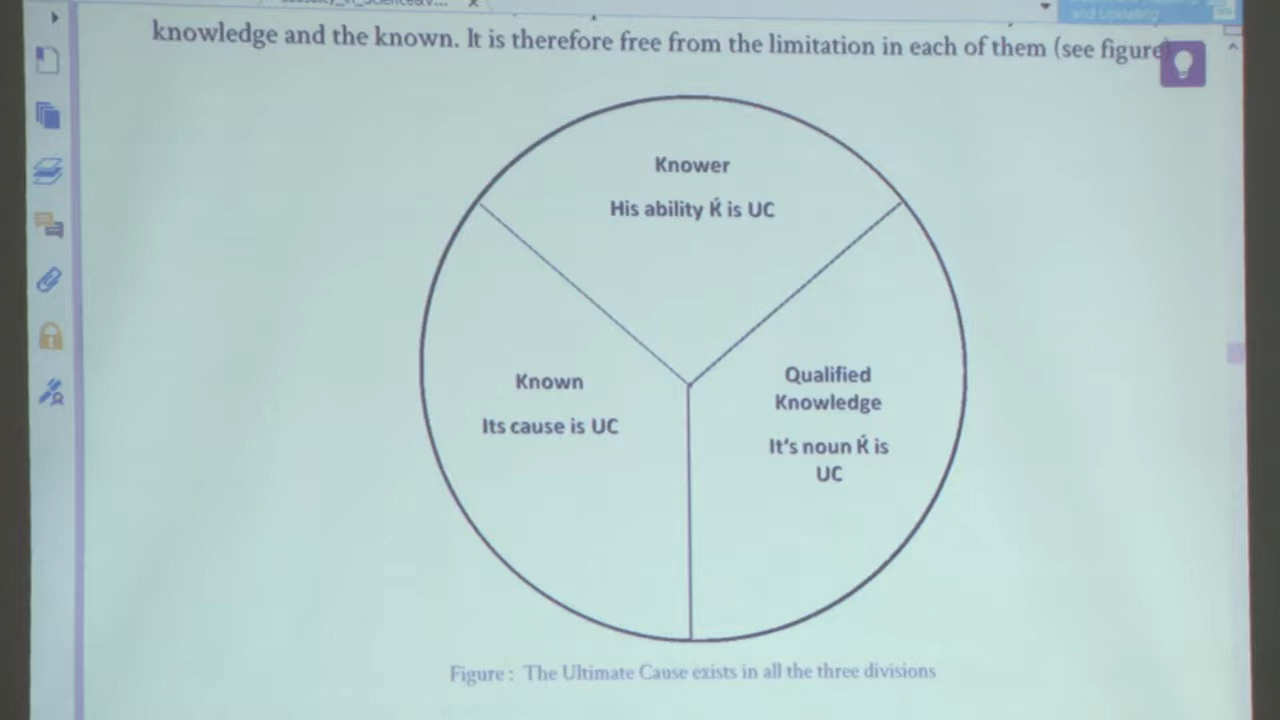 and Updating
knowledge and the known. It is therefore free from the limitation in each of them (see figure
Knower
His ability Ḱ is UC
Known
Its cause is UC
Qualified
Knowledge
It's noun Ḱ is
UC
Figure : The Ultimate Cause exists in all the three divisions